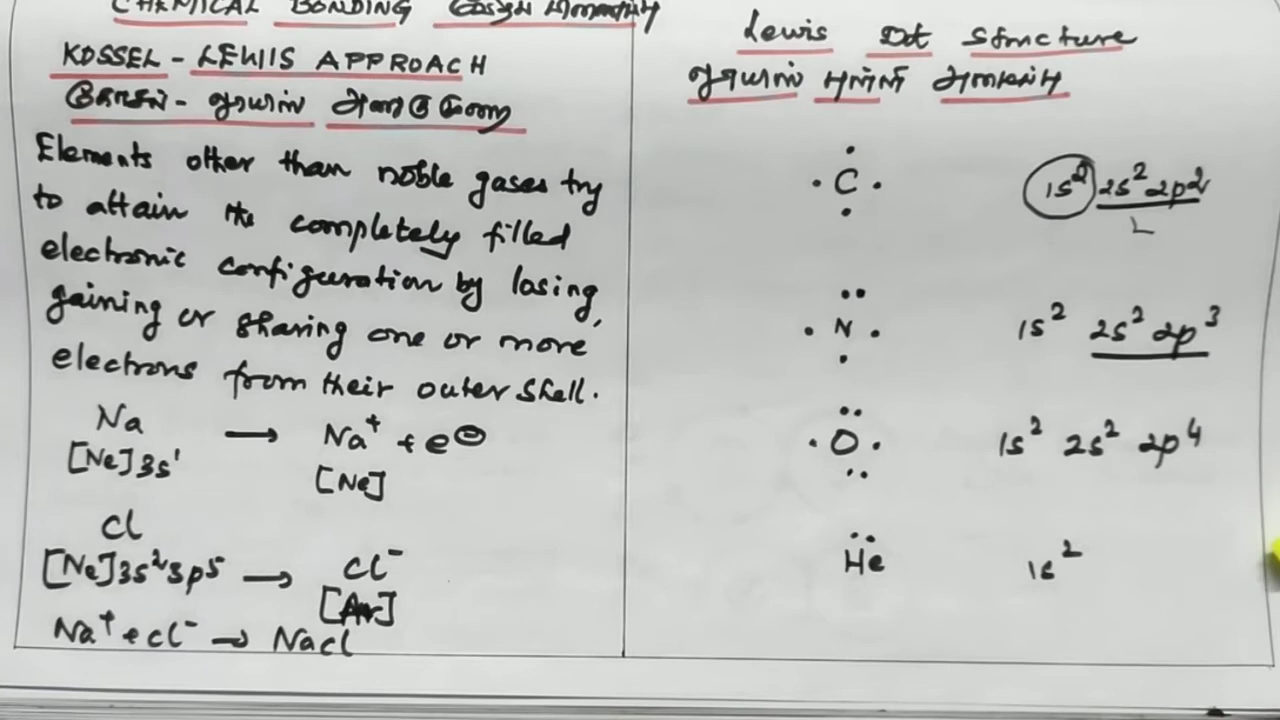 CHEMICAL BONDING வேதிப் பிணைப்பு
KOSSEL - LEWIS APPROACH
கோசல் - லூயிஸ் அணுகுமுறை
Elements other than noble gases try
to attain the completely filled
electronic configuration by losing,
gaining or sharing one or more
electrons from their outer shell.
Na → Na⁺ + e⊖
[Ne]3s¹ [Ne]
Cl
[Ne]3s²3p⁵ → Cl⁻
[Ar]
Na⁺ + Cl⁻ → NaCl
Lewis Dot Structure
லூயிஸ் புள்ளி அமைப்பு
C 1s² 2s² 2p²
L
N 1s² 2s² 2p³
O 1s² 2s² 2p⁴
He 1s²